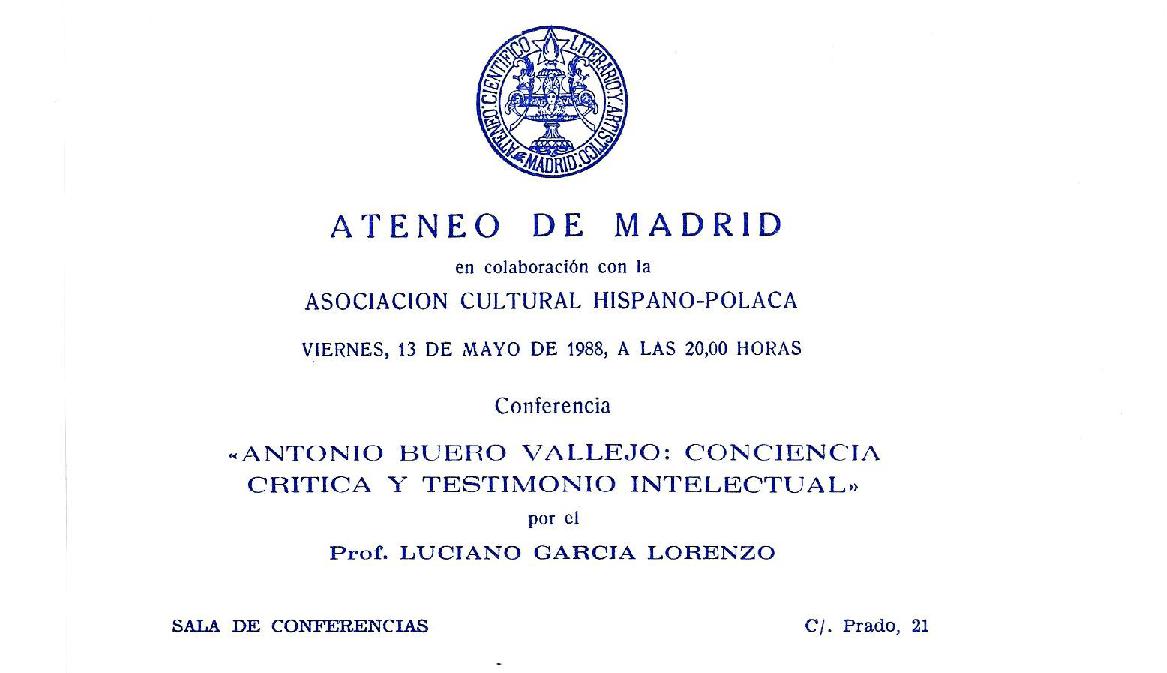 ATENEO.CIENTIFICO LITERARIO.Y.ARTISTICO. MADRID.
ATENEO DE MADRID
en colaboración con la
ASOCIACION CULTURAL HISPANO-POLACA
VIERNES, 13 DE MAYO DE 1988, A LAS 20,00 HORAS
Conferencia
«ANTONIO BUERO VALLEJO: CONCIENCIA
CRITICA Y TESTIMONIO INTELECTUAL»
por el
Prof. LUCIANO GARCIA LORENZO
SALA DE CONFERENCIAS
C/. Prado, 21